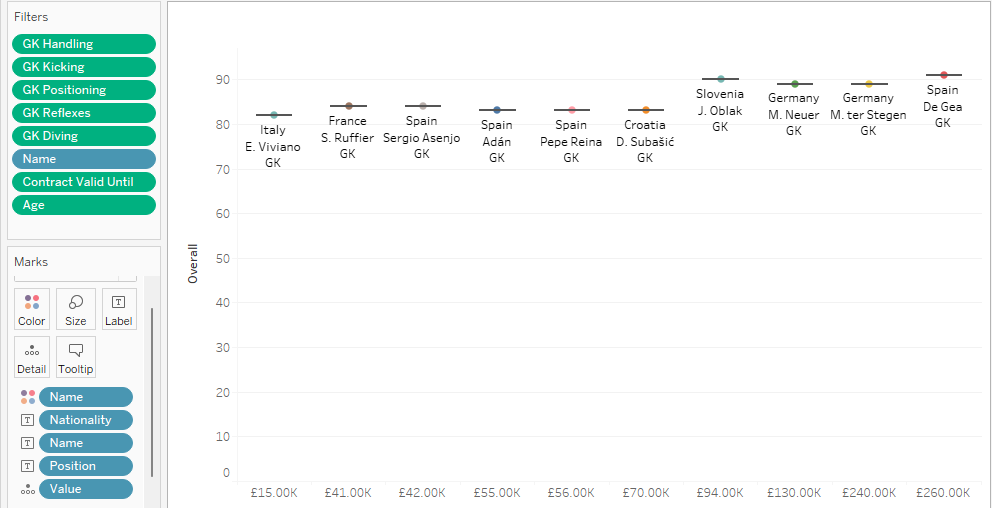 Filters
GK Handling
GK Kicking
GK Positioning
GK Reflexes
GK Diving
Name
Contract Valid Until
Age
Marks
Color
Size
Label
Detail
Tooltip
Name
Nationality
Name
Position
Value
Overall
90
80
70
60
50
40
30
20
10
0
Italy
E. Viviano
GK
France
S. Ruffier
GK
Spain
Sergio Asenjo
GK
Spain
Adán
GK
Spain
Pepe Reina
GK
Croatia
D. Subašić
GK
Slovenia
J. Oblak
GK
Germany
M. Neuer
GK
Germany
M. ter Stegen
GK
Spain
De Gea
GK
£15.00K £41.00K £42.00K £55.00K £56.00K £70.00K £94.00K £130.00K £240.00K £260.00K